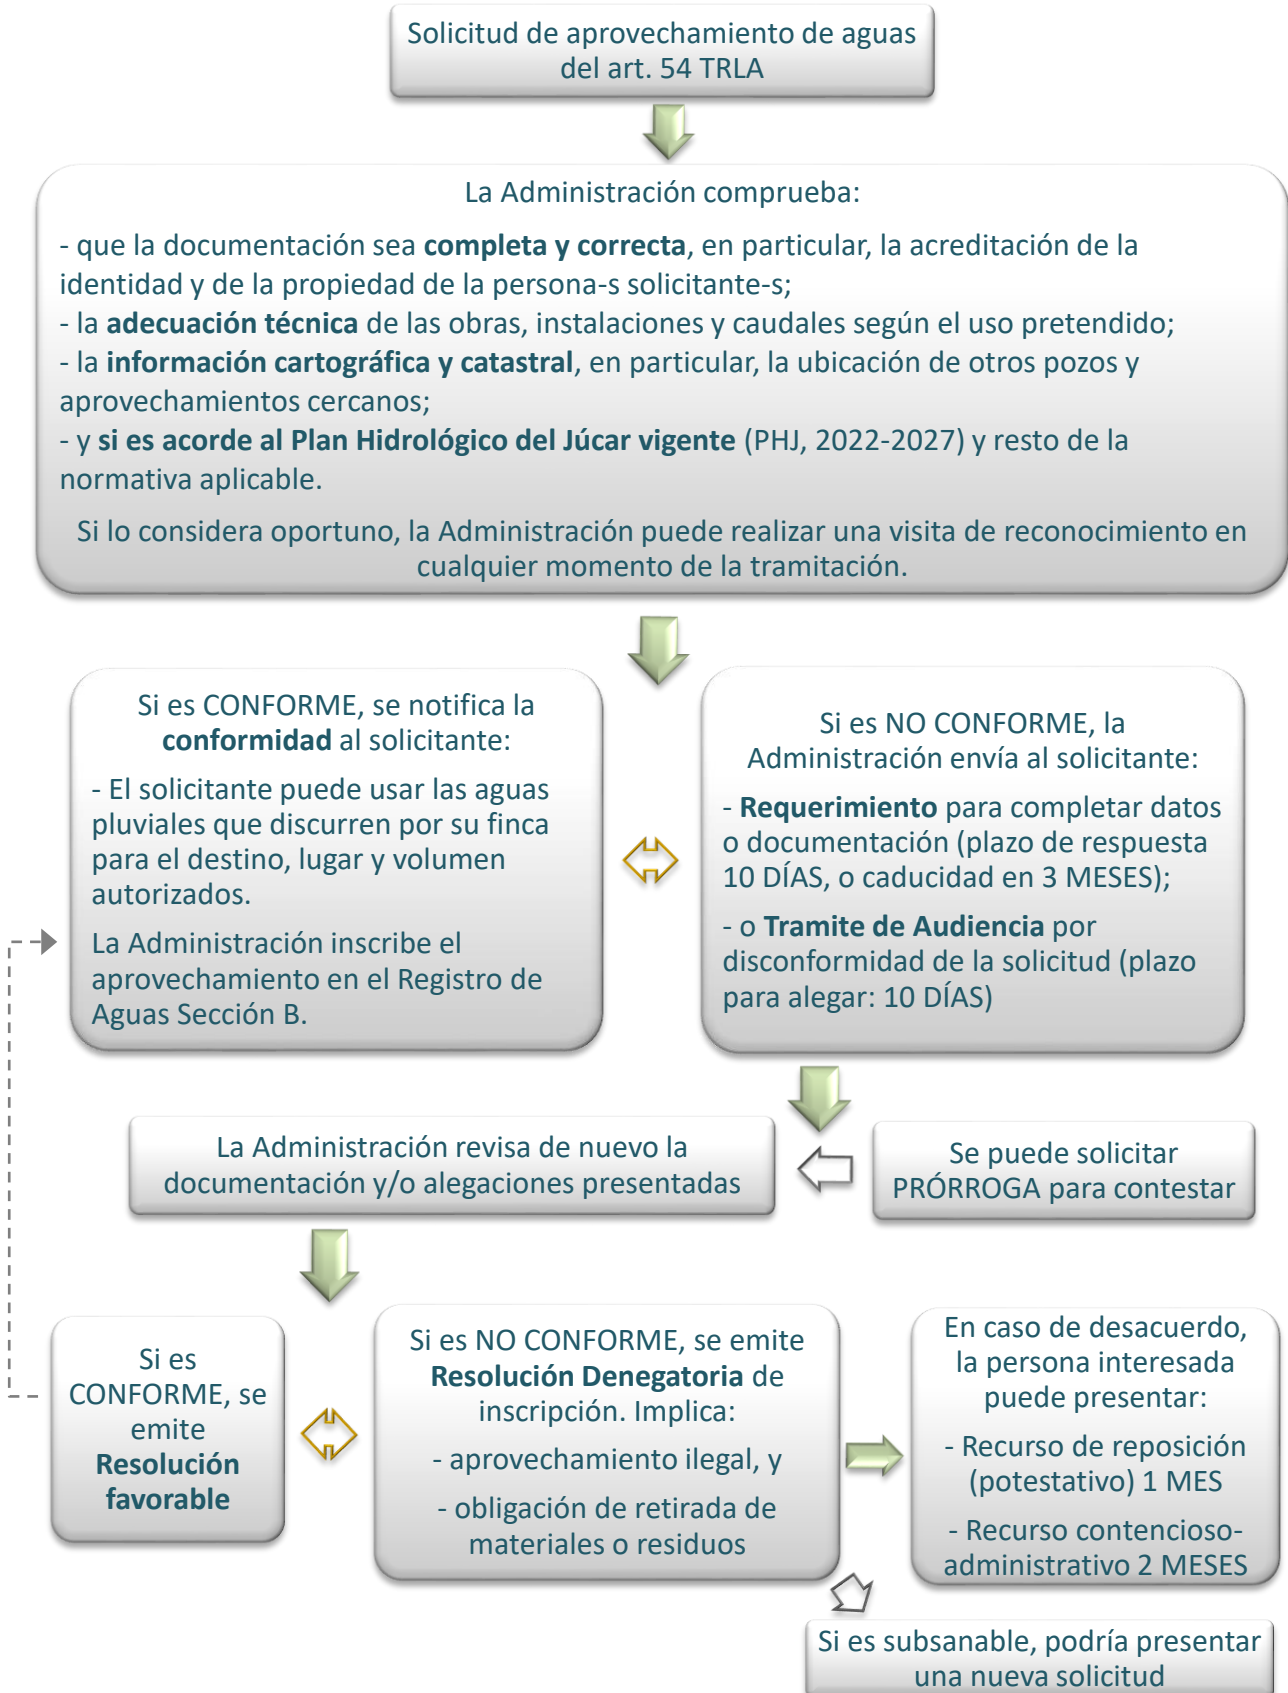 Solicitud de aprovechamiento de aguas
del art. 54 TRLA
La Administración comprueba:
- que la documentación sea completa y correcta, en particular, la acreditación de la
identidad y de la propiedad de la persona-s solicitante-s;
- la adecuación técnica de las obras, instalaciones y caudales según el uso pretendido;
- la información cartográfica y catastral, en particular, la ubicación de otros pozos y
aprovechamientos cercanos;
- y si es acorde al Plan Hidrológico del Júcar vigente (PHJ, 2022-2027) y resto de la
normativa aplicable.
Si lo considera oportuno, la Administración puede realizar una visita de reconocimiento en
cualquier momento de la tramitación.
Si es CONFORME, se notifica la
conformidad al solicitante:
- El solicitante puede usar las aguas
pluviales que discurren por su finca
para el destino, lugar y volumen
autorizados.
La Administración inscribe el
aprovechamiento en el Registro de
Aguas Sección B.
Si es NO CONFORME, la
Administración envía al solicitante:
- Requerimiento para completar datos
o documentación (plazo de respuesta
10 DÍAS, o caducidad en 3 MESES);
- o Tramite de Audiencia por
disconformidad de la solicitud (plazo
para alegar: 10 DÍAS)
La Administración revisa de nuevo la
documentación y/o alegaciones presentadas
Se puede solicitar
PRÓRROGA para contestar
Si es
CONFORME, se
emite
Resolución
favorable
Si es NO CONFORME, se emite
Resolución Denegatoria de
inscripción. Implica:
- aprovechamiento ilegal, y
- obligación de retirada de
materiales o residuos
En caso de desacuerdo,
la persona interesada
puede presentar:
- Recurso de reposición
(potestativo) 1 MES
- Recurso contencioso-
administrativo 2 MESES
Si es subsanable, podría presentar
una nueva solicitud